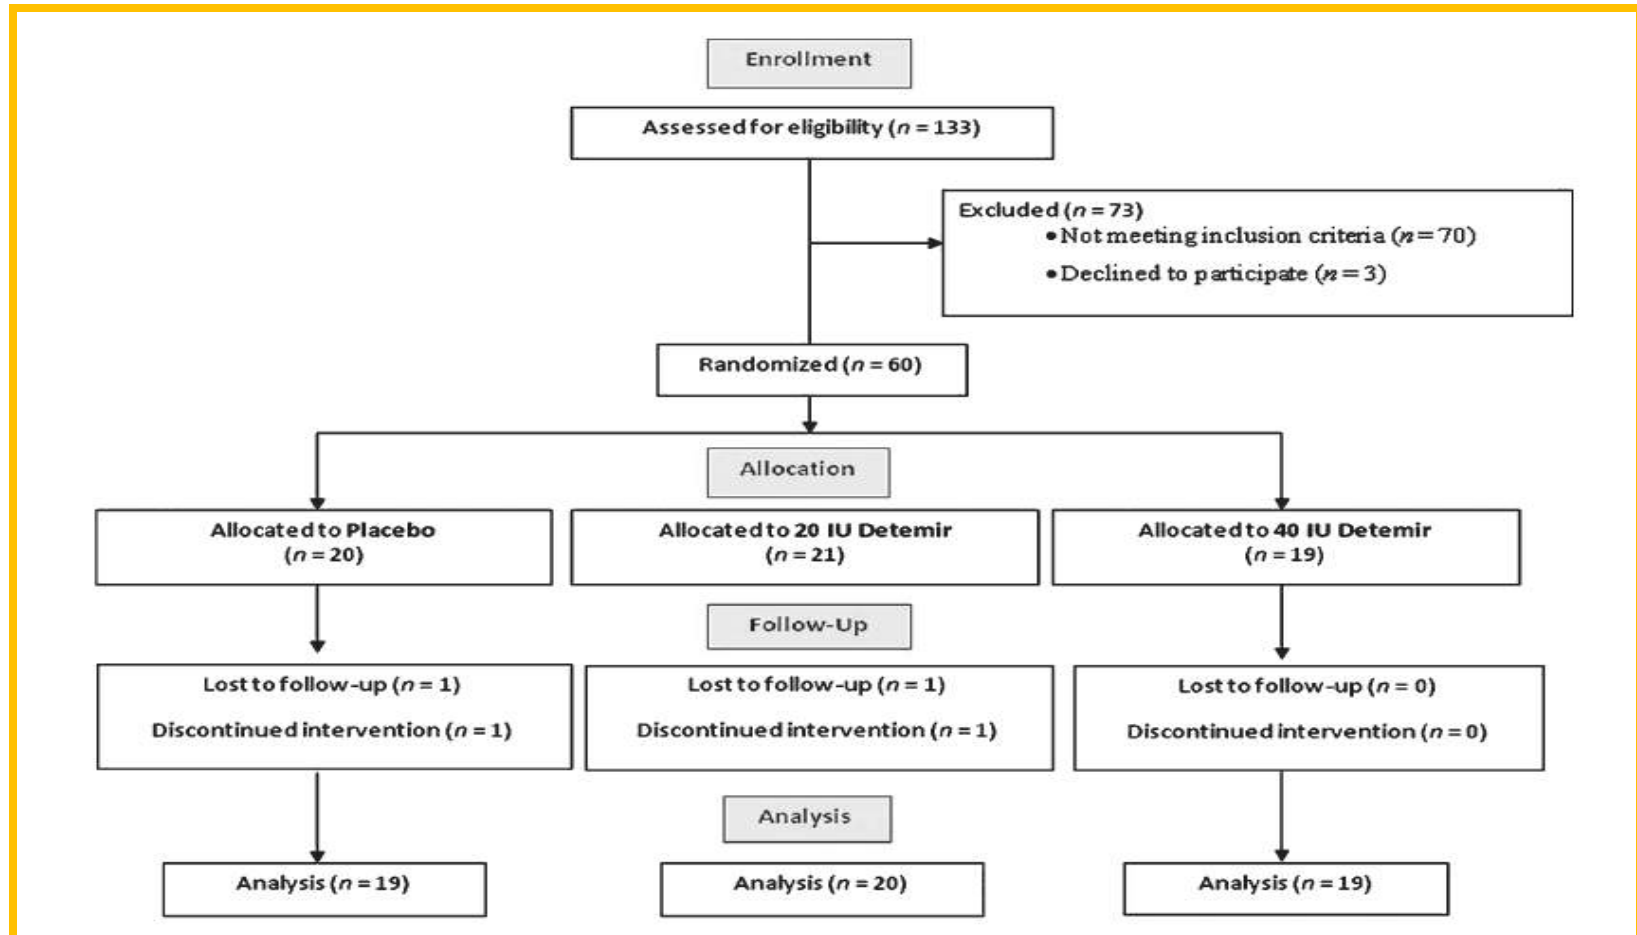 Enrollment
Assessed for eligibility (n = 133)
Excluded (n = 73)
•Not meeting inclusion criteria (n=70)
•Declined to participate (n=3)
Randomized (n = 60)
Allocation
Allocated to Placebo
(n = 20)
Allocated to 20 IU Detemir
(n = 21)
Allocated to 40 IU Detemir
(n = 19)
Follow-Up
Lost to follow-up (n = 1)
Discontinued intervention (n = 1)
Lost to follow-up (n = 1)
Discontinued intervention (n = 1)
Lost to follow-up (n = 0)
Discontinued intervention (n = 0)
Analysis
Analysis (n = 19)
Analysis (n = 20)
Analysis (n = 19)